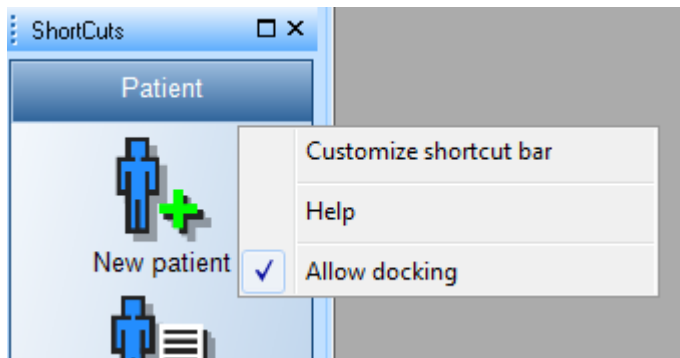 ShortCuts
Patient
Customize shortcut bar
Help
New patient
Allow docking